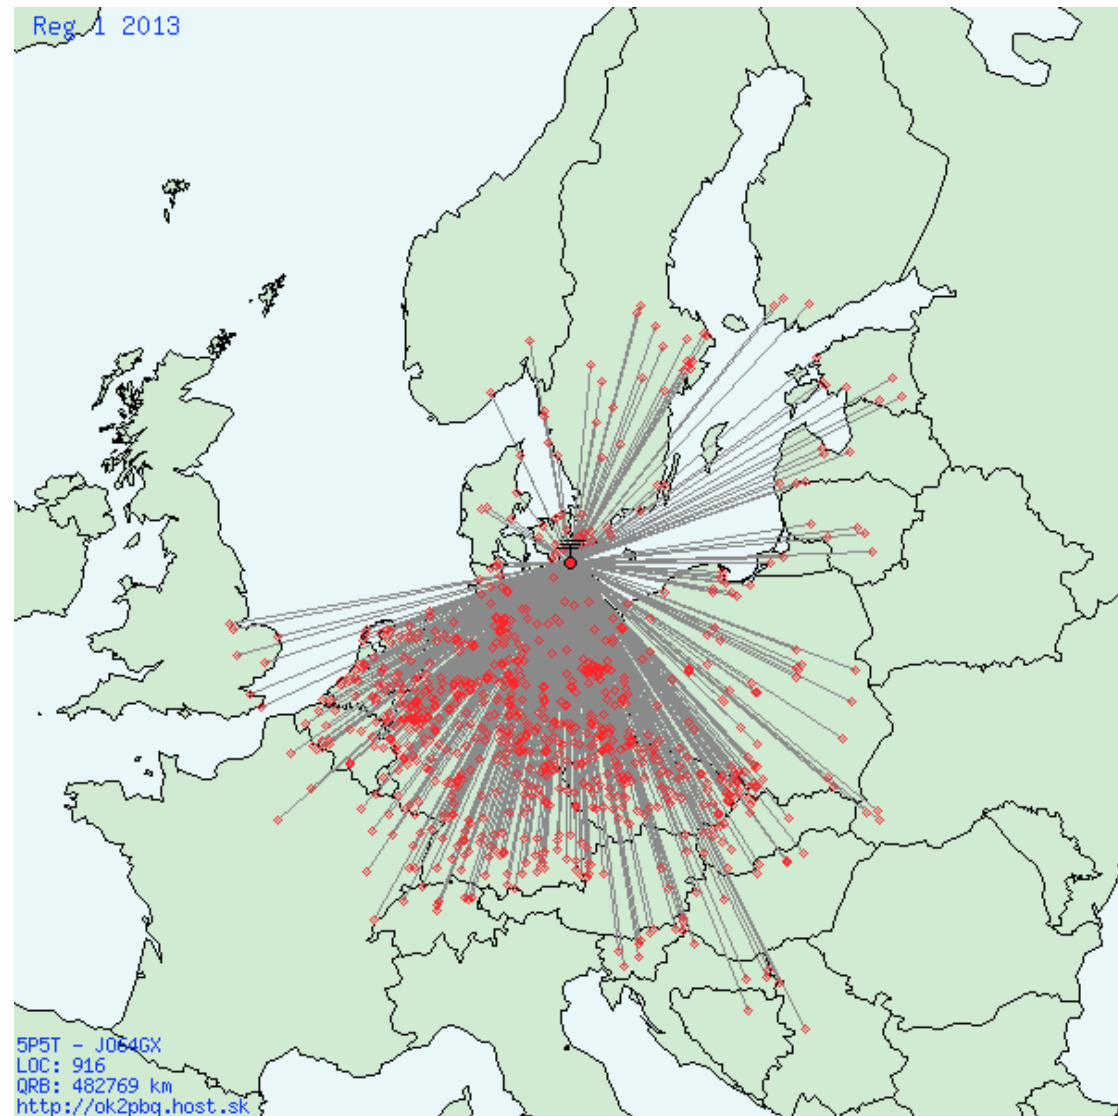 Reg 1 2013
5P5T - JO64GX
LOC: 916
QRB: 482769 km
http://ok2pbq.host.sk